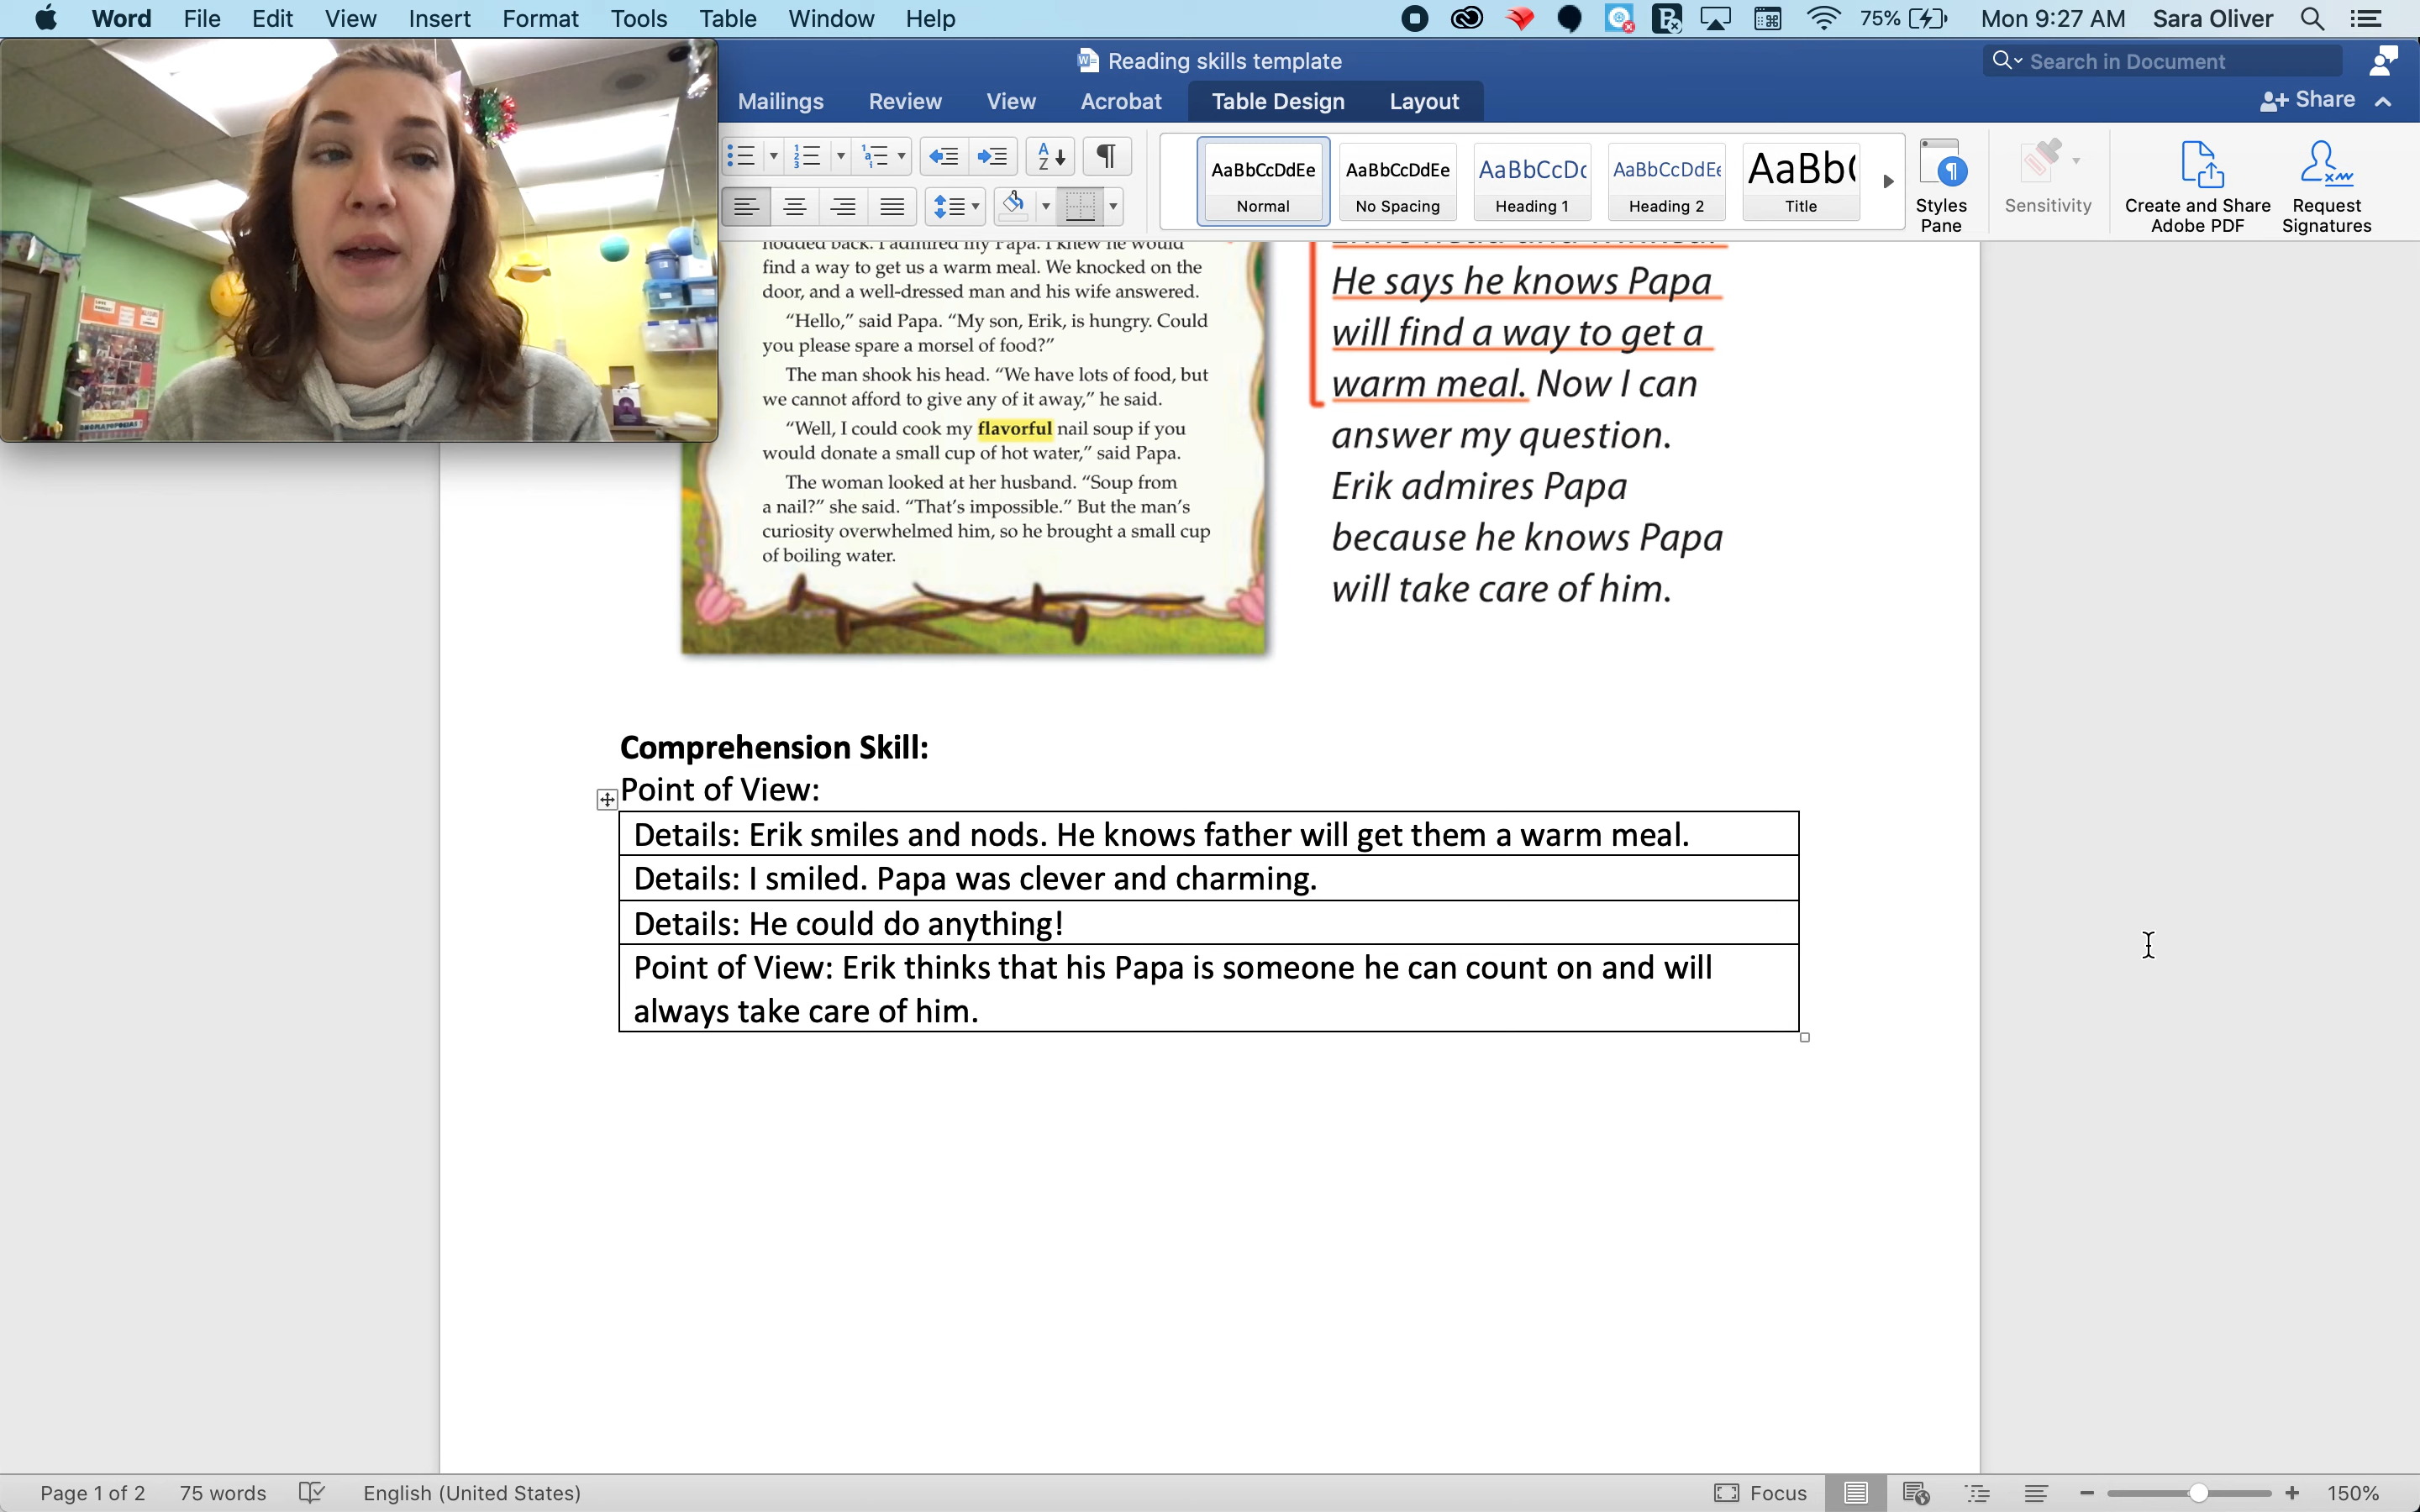 Word File Edit View Insert Format Tools Table Window Help 75% Mon 9:27 AM Sara Oliver
Reading skills template
Search in Document
Mailings Review View Acrobat Table Design Layout Share
AaBbCcDdEe AaBbCcDdEe AaBbCcDc AaBbCcDdEe AaBb(
Normal No Spacing Heading 1 Heading 2 Title
Styles Pane
Sensitivity
Create and Share Adobe PDF
Request Signatures
nodded back. I admired my Papa. I knew he would
find a way to get us a warm meal. We knocked on the
door, and a well-dressed man and his wife answered.
“Hello,” said Papa. “My son, Erik, is hungry. Could
you please spare a morsel of food?”
The man shook his head. “We have lots of food, but
we cannot afford to give any of it away,” he said.
“Well, I could cook my flavorful nail soup if you
would donate a small cup of hot water,” said Papa.
The woman looked at her husband. “Soup from
a nail?” she said. “That’s impossible.” But the man’s
curiosity overwhelmed him, so he brought a small cup
of boiling water.
He says he knows Papa
will find a way to get a
warm meal. Now I can
answer my question.
Erik admires Papa
because he knows Papa
will take care of him.
Comprehension Skill:
Point of View:
Details: Erik smiles and nods. He knows father will get them a warm meal.
Details: I smiled. Papa was clever and charming.
Details: He could do anything!
Point of View: Erik thinks that his Papa is someone he can count on and will
always take care of him.
Page 1 of 2 75 words English (United States) Focus 150%